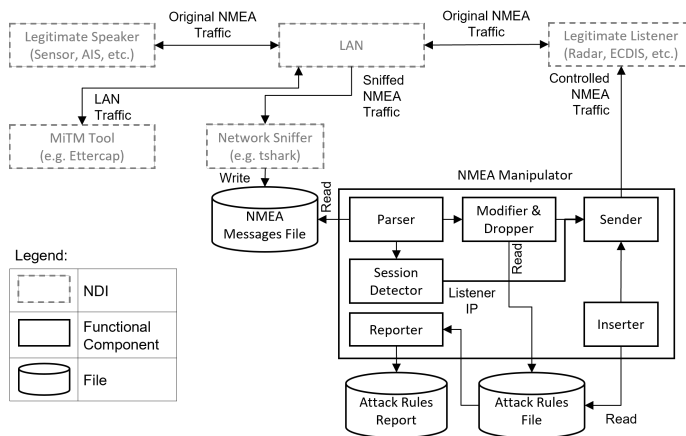 Original NMEA
Traffic
Original NMEA
Traffic
Legitimate Speaker
(Sensor, AIS, etc.)
LAN
Legitimate Listener
(Radar, ECDIS, etc.)
LAN
Traffic
Sniffed
NMEA
Traffic
Controlled
NMEA
Traffic
MiTM Tool
(e.g. Ettercap)
Network Sniffer
(e.g. tshark)
Write
Read
NMEA Manipulator
NMEA
Messages File
Parser
Modifier &
Dropper
Sender
Read
Session
Detector
Listener
IP
Reporter
Inserter
Attack Rules
Report
Attack Rules
File
Read
Legend:
NDI
Functional
Component
File